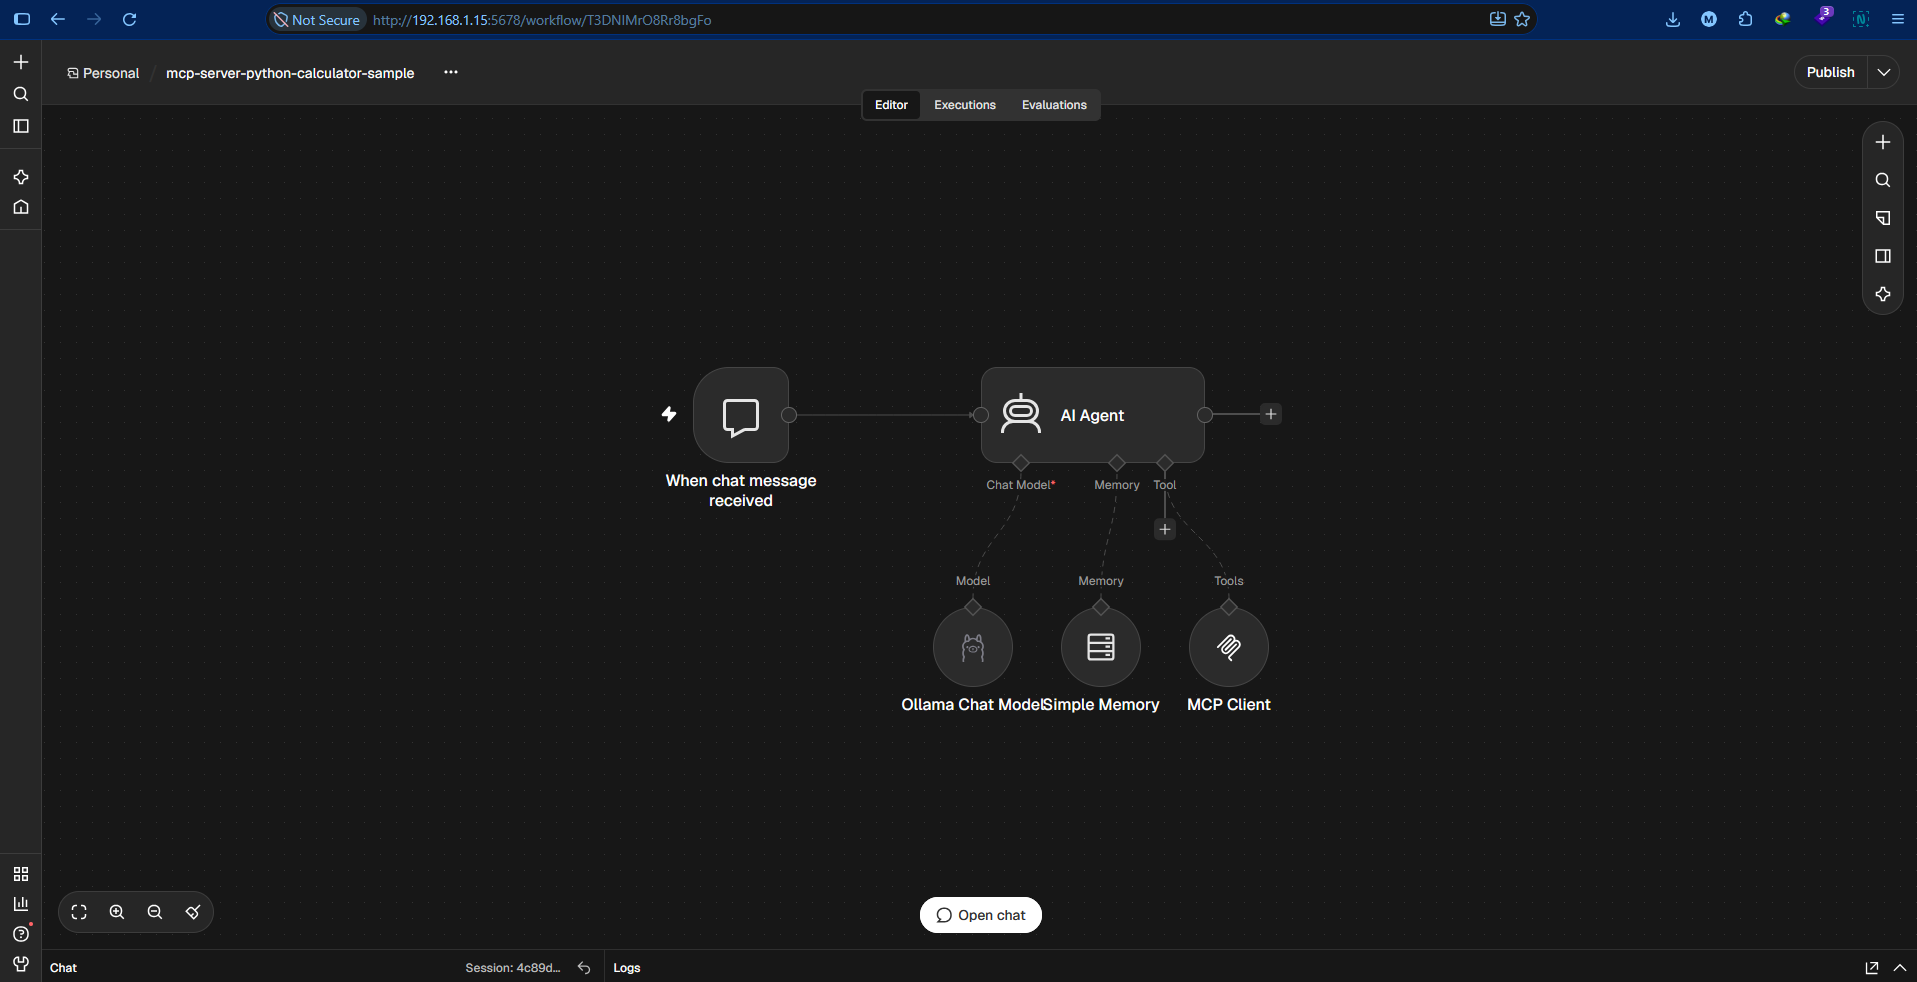 Not Secure http://192.168.1.15:5678/workflow/T3DNIMrO8Rr8bgFo
M
3
N
Personal / mcp-server-python-calculator-sample ...
Publish
Editor Executions Evaluations
AI Agent
When chat message
received
Chat Model* Memory Tool
Model Memory Tools
Ollama Chat Model Simple Memory MCP Client
Open chat
Chat Session: 4c89d... Logs